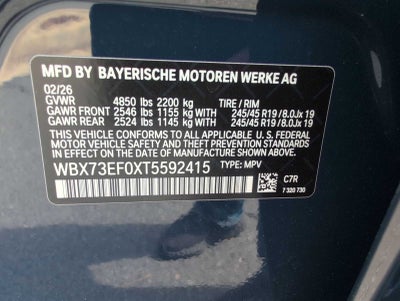 MFD BY BAYERISCHE MOTOREN WERKE AG
02/26
GVWR 4850 lbs 2200 kg TIRE / RIM
GAWR FRONT 2546 lbs 1155 kg WITH 245/45 R19 / 8.0Jx 19
GAWR REAR 2524 lbs 1145 kg WITH 245/45 R19 / 8.0Jx 19
THIS VEHICLE CONFORMS TO ALL APPLICABLE U.S. FEDERAL
MOTOR VEHICLE SAFETY, BUMPER, AND THEFT PREVENTION
STANDARDS IN EFFECT ON THE DATE OF MANUFACTURE SHOWN ABOVE.
WBX73EF0XT5592415 TYPE: MPV
C7R
7 320 730